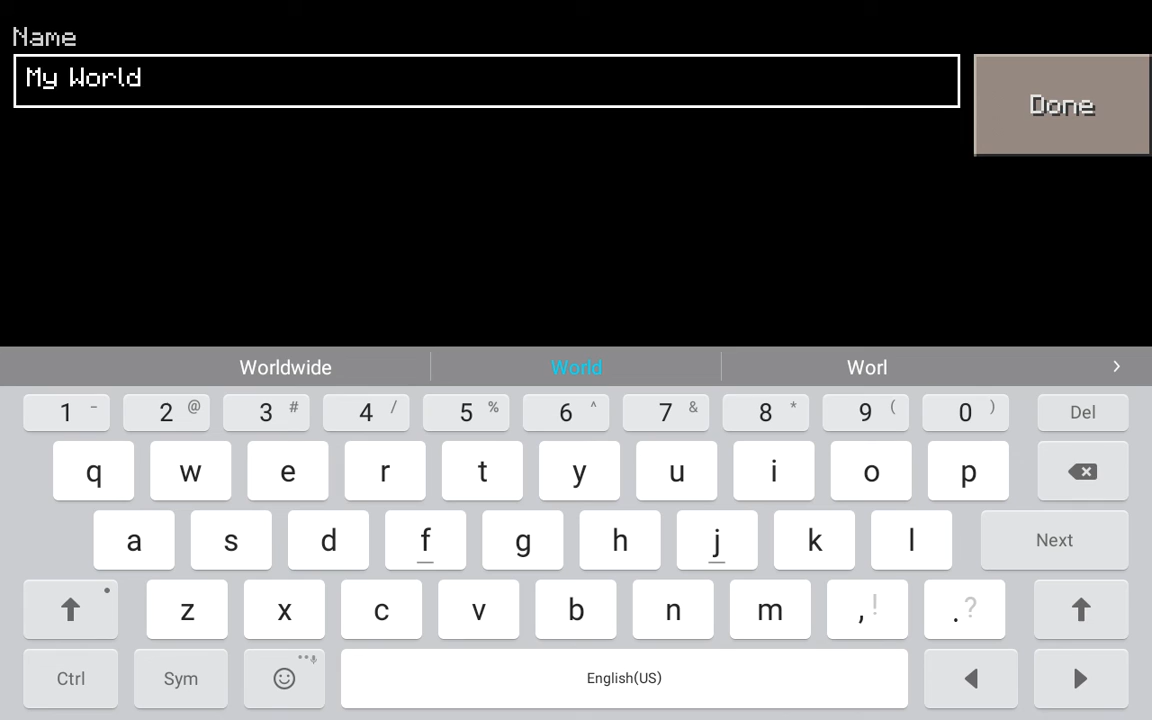 Name
My World
Done
Worldwide World Worl >
1 - 2 @ 3 # 4 / 5 % 6 ^ 7 & 8 * 9 ( 0 ) Del
q w e r t y u i o p
a s d f g h j k l Next
z x c v b n m , ! . ?
Ctrl Sym English(US)